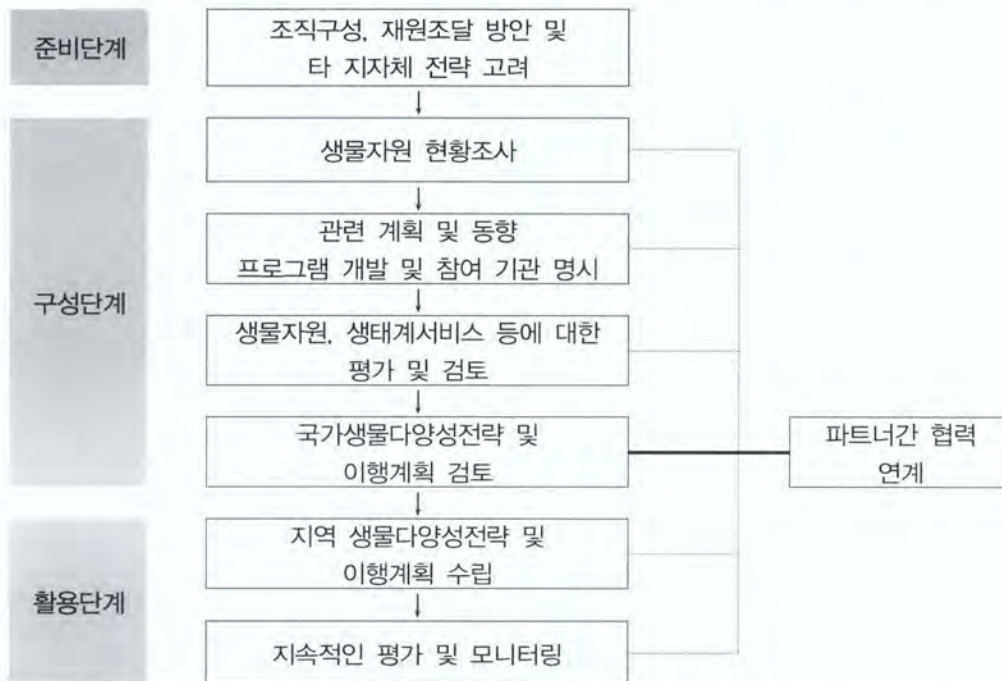 준비단계
조직구성, 재원조달 방안 및
타 지자체 전략 고려
구성단계
생물자원 현황조사
관련 계획 및 동향
프로그램 개발 및 참여 기관 명시
생물자원, 생태계서비스 등에 대한
평가 및 검토
국가생물다양성전략 및
이행계획 검토
파트너간 협력
연계
활용단계
지역 생물다양성전략 및
이행계획 수립
지속적인 평가 및 모니터링